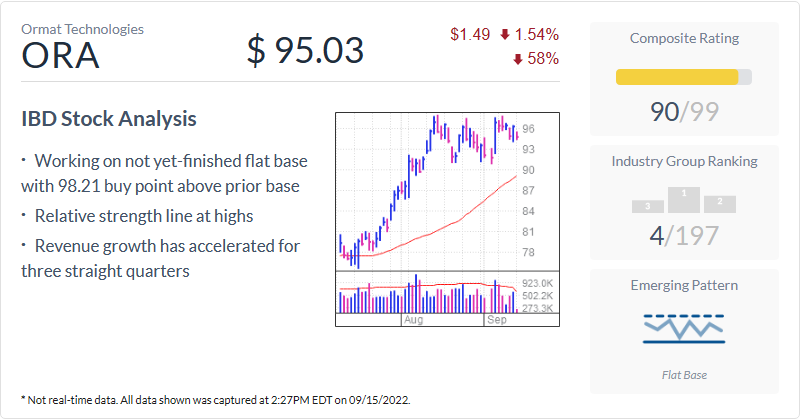 Ormat Technologies
ORA
$ 95.03
$1.49 1.54%
58%
IBD Stock Analysis
· Working on not yet-finished flat base
with 98.21 buy point above prior base
· Relative strength line at highs
· Revenue growth has accelerated for
three straight quarters
96
93
90
87
84
81
78
923.0K
502.2K
273.3K
Aug Sep
* Not real-time data. All data shown was captured at 2:27PM EDT on 09/15/2022.
Composite Rating
90/99
Industry Group Ranking
3 1 2
4/197
Emerging Pattern
Flat Base